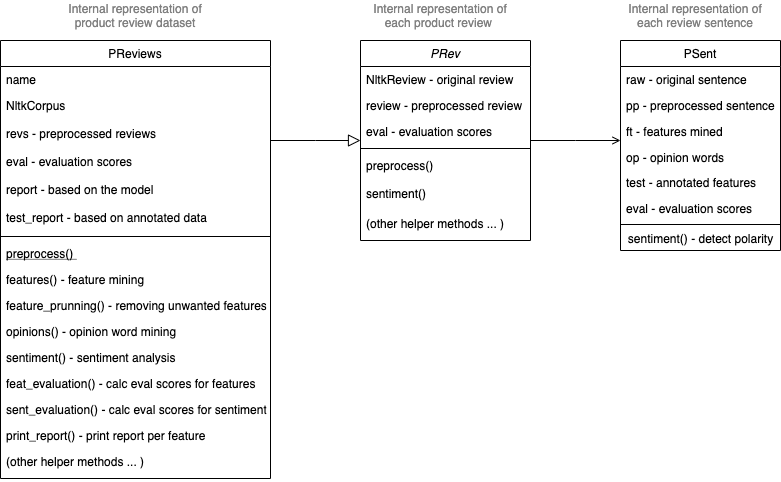 Internal representation of
product review dataset
PReviews
name
NltkCorpus
revs - preprocessed reviews
eval - evaluation scores
report - based on the model
test_report - based on annotated data
preprocess()
features() - feature mining
feature_prunning() - removing unwanted features
opinions() - opinion word mining
sentiment() - sentiment analysis
feat_evaluation() - calc eval scores for features
sent_evaluation() - calc eval scores for sentiment
print_report() - print report per feature
(other helper methods ... )
Internal representation of
each product review
PRev
NltkReview - original review
review - preprocessed review
eval - evaluation scores
preprocess()
sentiment()
(other helper methods ... )
Internal representation of
each review sentence
PSent
raw - original sentence
pp - preprocessed sentence
ft - features mined
op - opinion words
test - annotated features
eval - evaluation scores
sentiment() - detect polarity